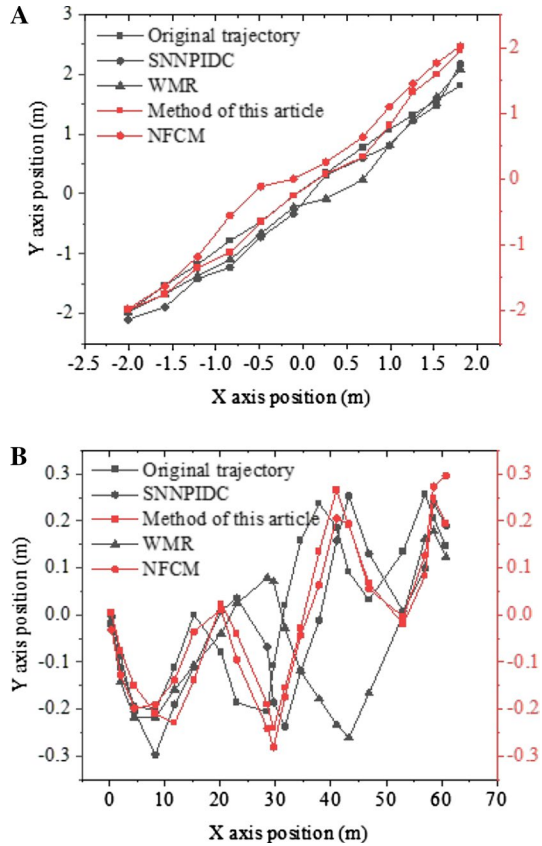 A
Y axis position (m)
3
2
1
0
-1
-2
Original trajectory
SNNPIDC
WMR
Method of this article
NFCM
2
1
0
-1
-2
-2.5 -2.0 -1.5 -1.0 -0.5 0.0 0.5 1.0 1.5 2.0
X axis position (m)
B
Y axis position (m)
0.3
0.2
0.1
0.0
-0.1
-0.2
-0.3
Original trajectory
SNNPIDC
Method of this article
WMR
NFCM
0.3
0.2
0.1
0.0
-0.1
-0.2
-0.3
0 10 20 30 40 50 60 70
X axis position (m)